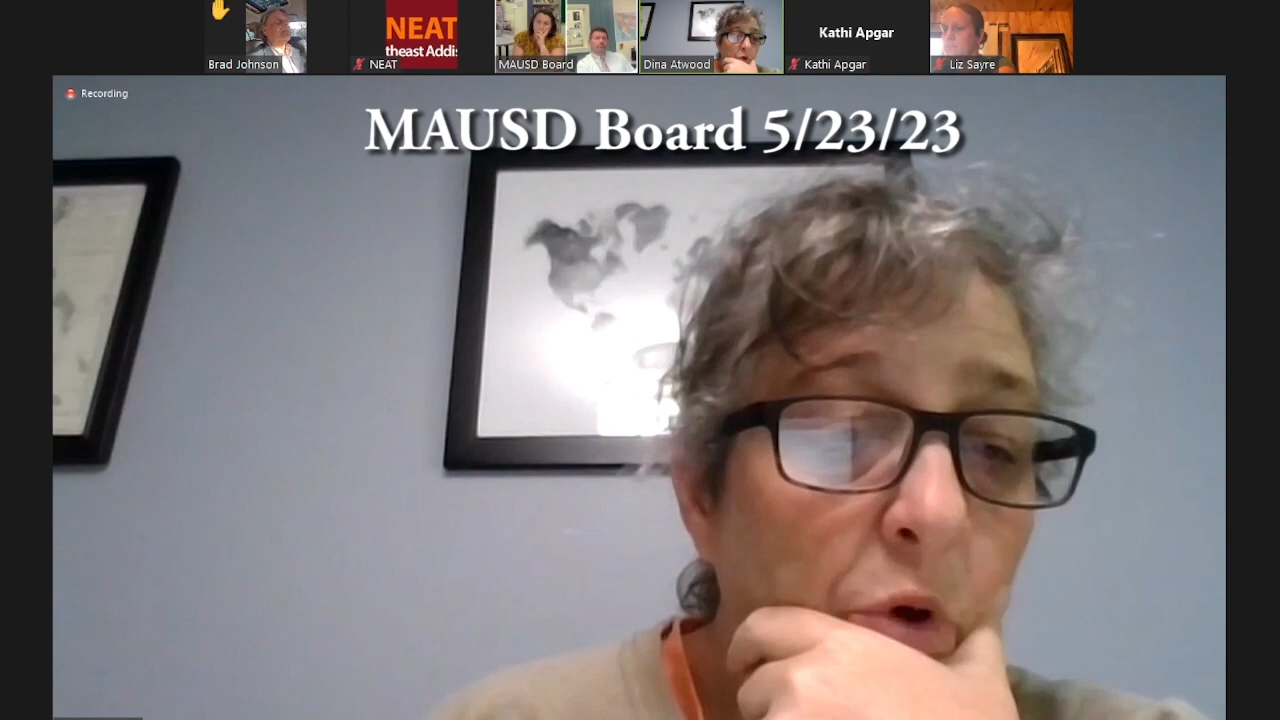 NEAT
theast Addis
Kathi Apgar
Brad Johnson
NEAT
MAUSD Board
Dina Atwood
Kathi Apgar
Liz Sayre
Recording
MAUSD Board 5/23/23